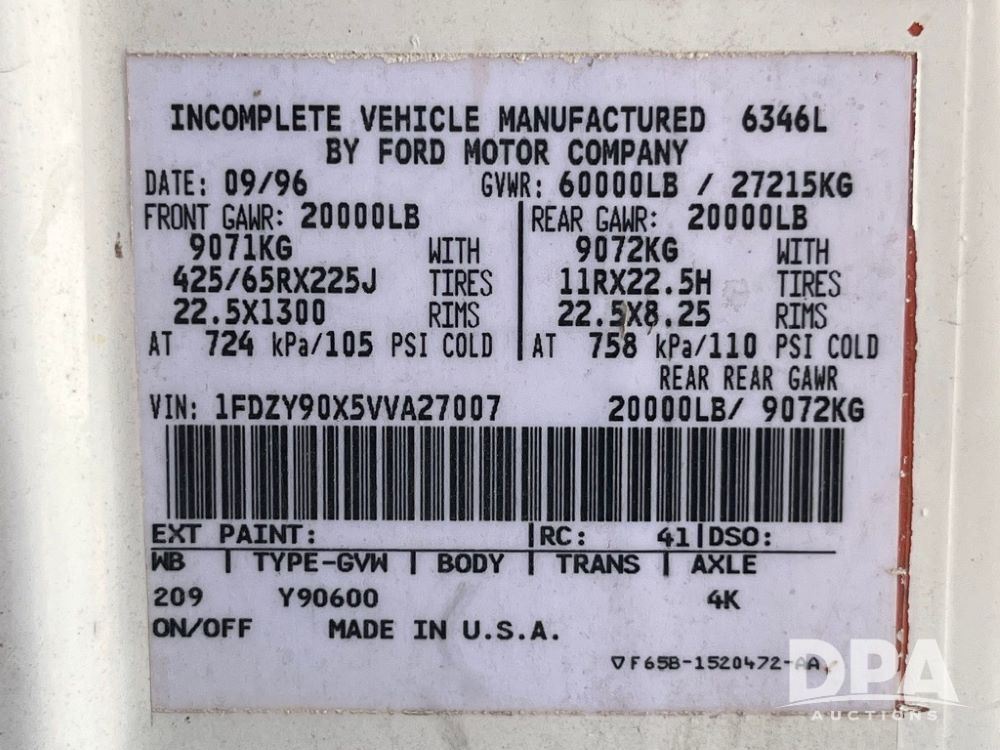 INCOMPLETE VEHICLE MANUFACTURED 6346L
BY FORD MOTOR COMPANY
DATE: 09/96 GVWR: 60000LB / 27215KG
FRONT GAWR: 20000LB
9071KG WITH
425/65RX225J TIRES
22.5X1300 RIMS
AT 724 kPa/105 PSI COLD
REAR GAWR: 20000LB
9072KG WITH
11RX22.5H TIRES
22.5X8.25 RIMS
AT 758 kPa/110 PSI COLD
REAR REAR GAWR
VIN: 1FDZY90X5VVA27007 20000LB/ 9072KG
EXT PAINT: |RC: 41|DSO:
WB | TYPE-GVW | BODY | TRANS | AXLE
209 Y90600 4K
ON/OFF MADE IN U.S.A.
▽F65B-1520472-AA
DPA
AUCTIONS